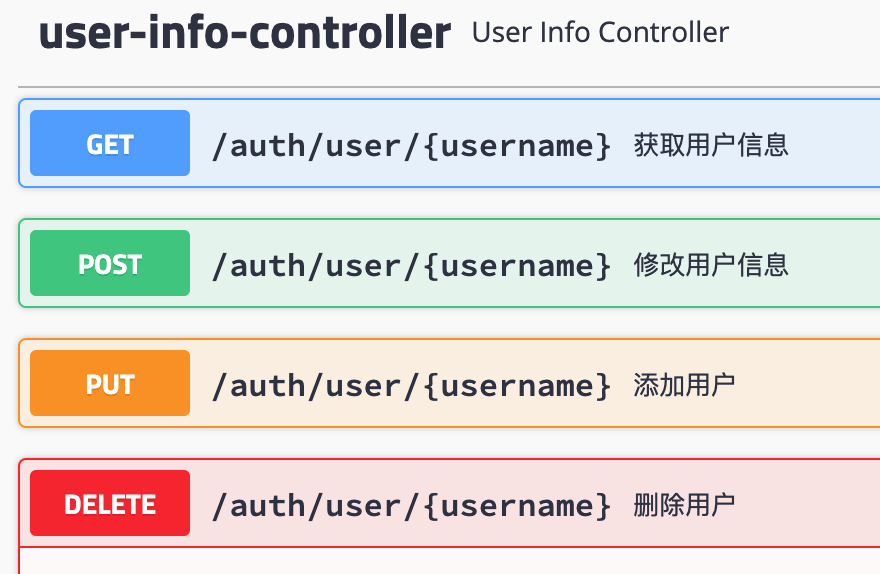 user-info-controller User Info Controller
GET /auth/user/{username} 获取用户信息
POST /auth/user/{username} 修改用户信息
PUT /auth/user/{username} 添加用户
DELETE /auth/user/{username} 删除用户